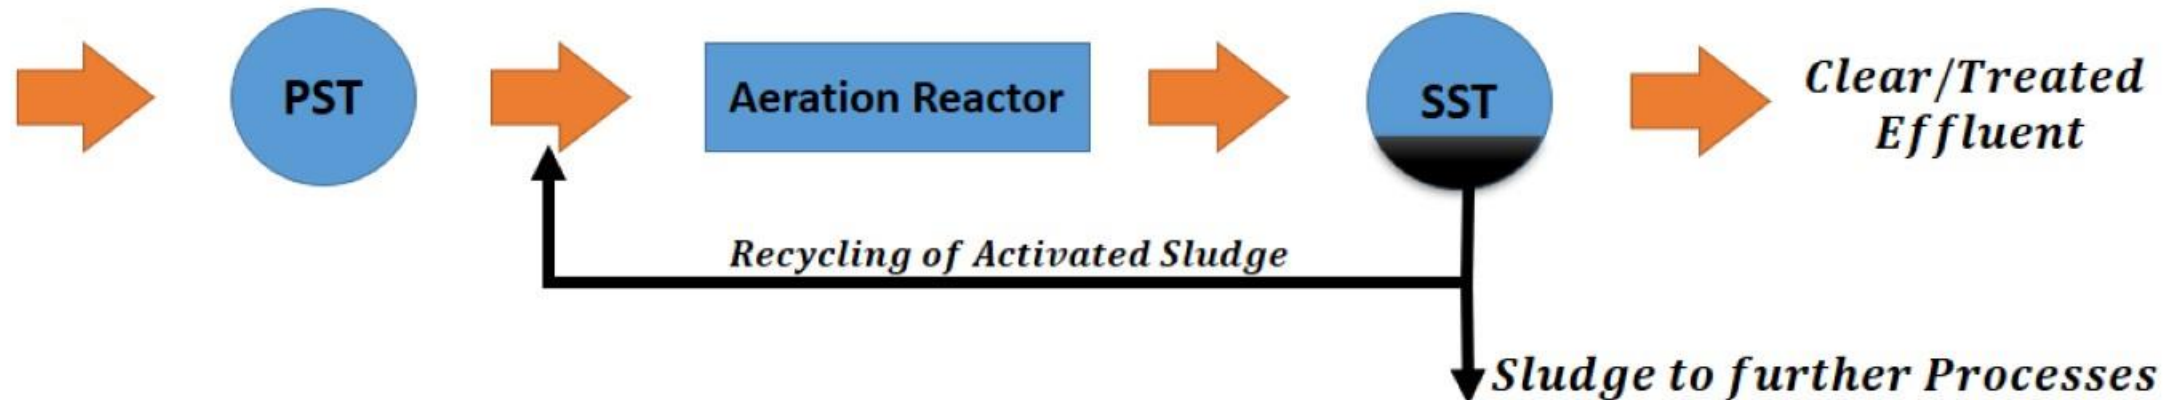 PST
Aeration Reactor
SST
Clear/Treated
Effluent
Recycling of Activated Sludge
Sludge to further Processes